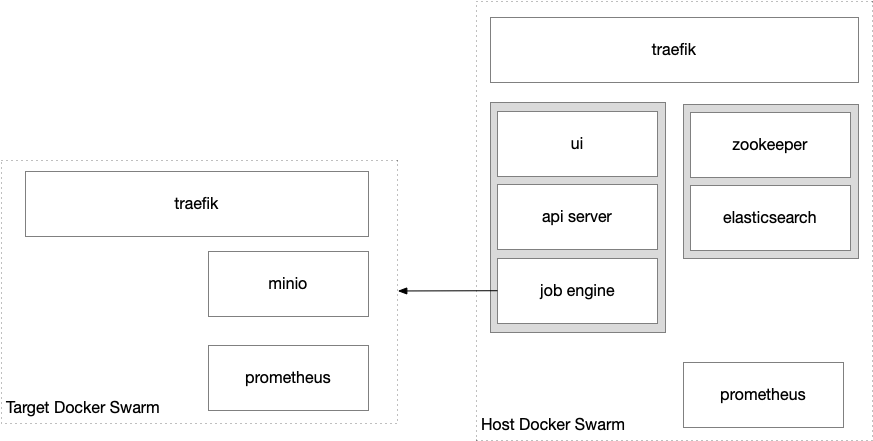 traefik
minio
prometheus
Target Docker Swarm
traefik
ui
api server
job engine
zookeeper
elasticsearch
prometheus
Host Docker Swarm